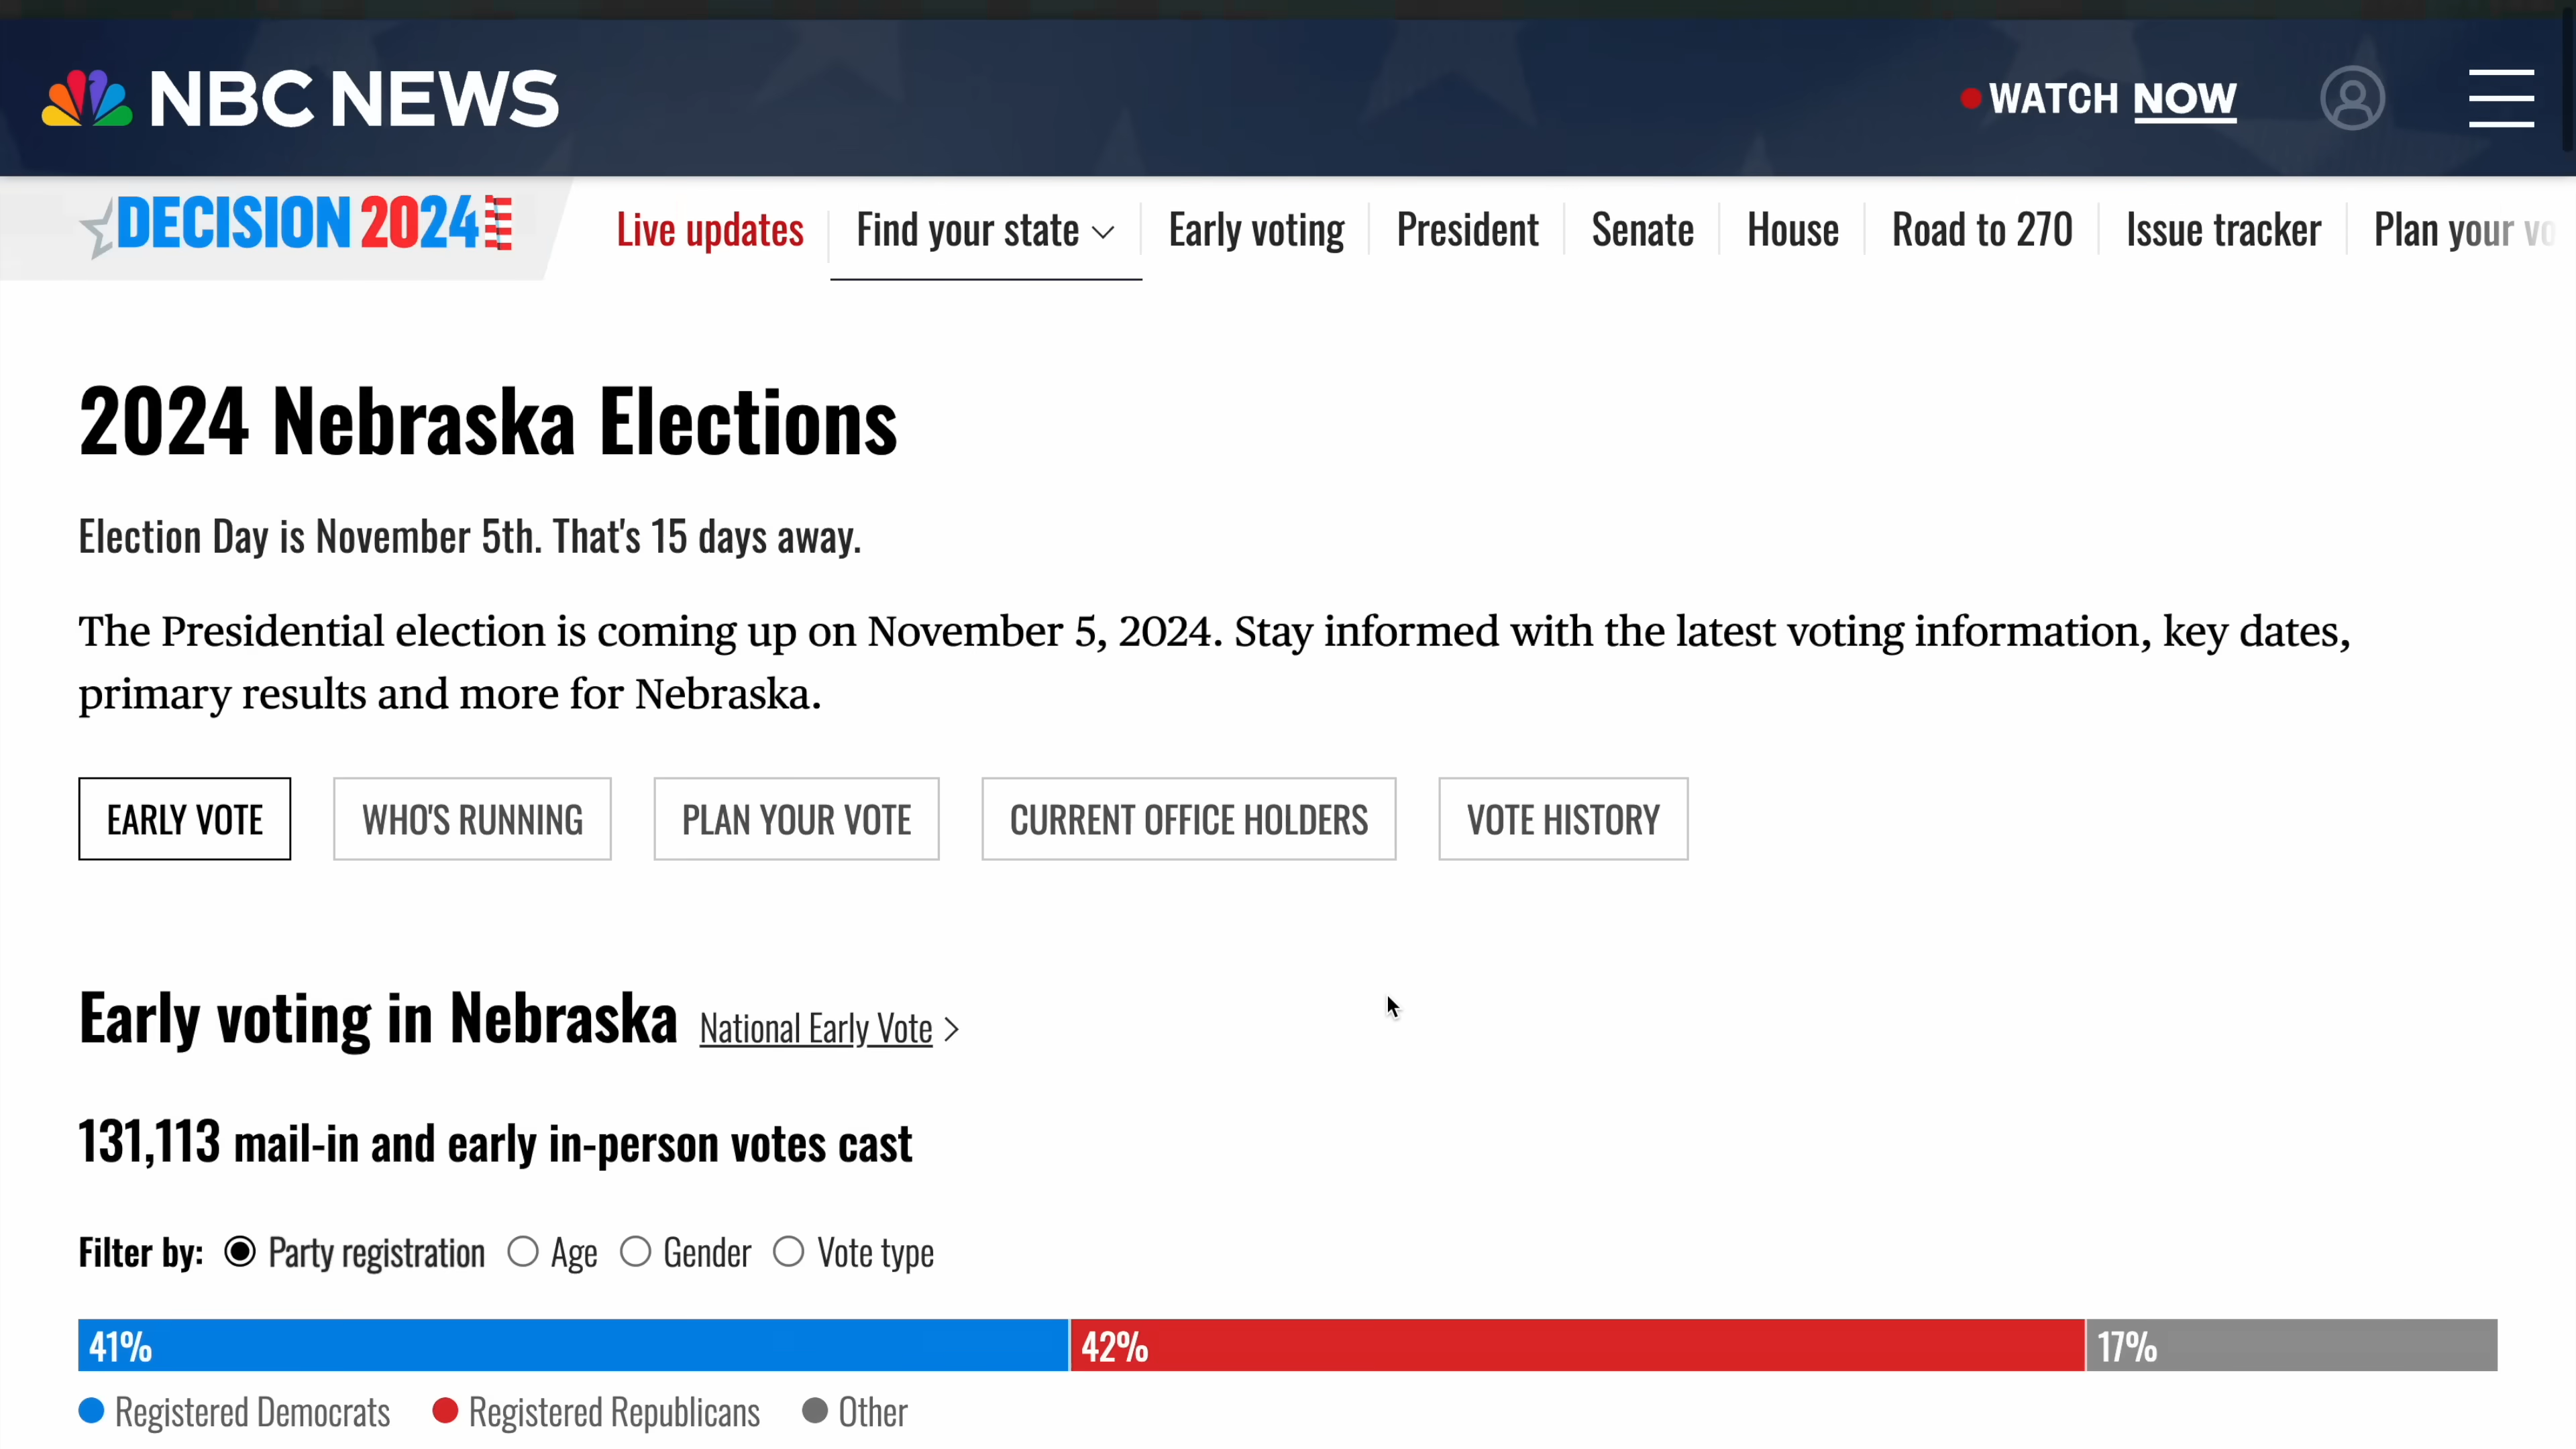 NBC NEWS
WATCH NOW
DECISION 2024
Live updates
Find your state
Early voting
President
Senate
House
Road to 270
Issue tracker
Plan your vo
2024 Nebraska Elections
Election Day is November 5th. That's 15 days away.
The Presidential election is coming up on November 5, 2024. Stay informed with the latest voting information, key dates,
primary results and more for Nebraska.
EARLY VOTE
WHO'S RUNNING
PLAN YOUR VOTE
CURRENT OFFICE HOLDERS
VOTE HISTORY
Early voting in Nebraska National Early Vote
131,113 mail-in and early in-person votes cast
Filter by: Party registration Age Gender Vote type
41% 42% 17%
Registered Democrats Registered Republicans Other